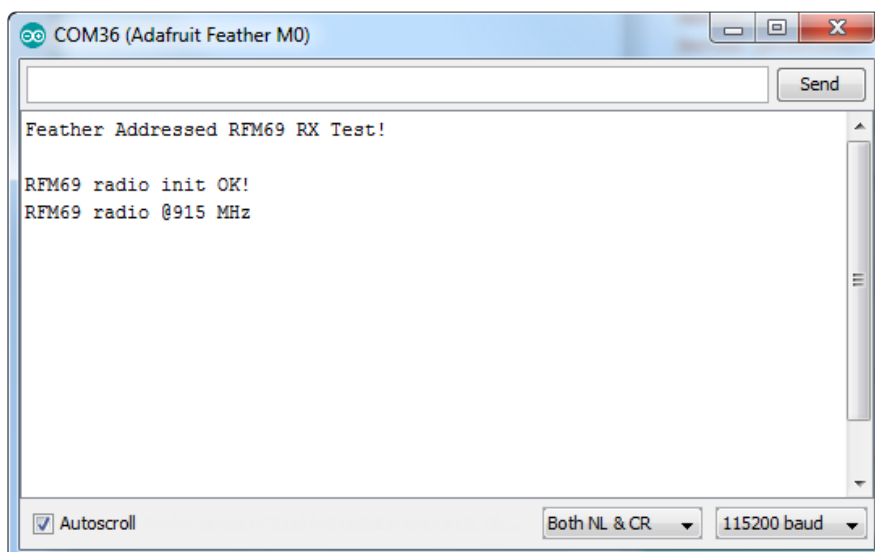 COM36 (Adafruit Feather M0)
Send
Feather Addressed RFM69 RX Test!
RFM69 radio init OK!
RFM69 radio @915 MHz
Autoscroll
Both NL & CR
115200 baud